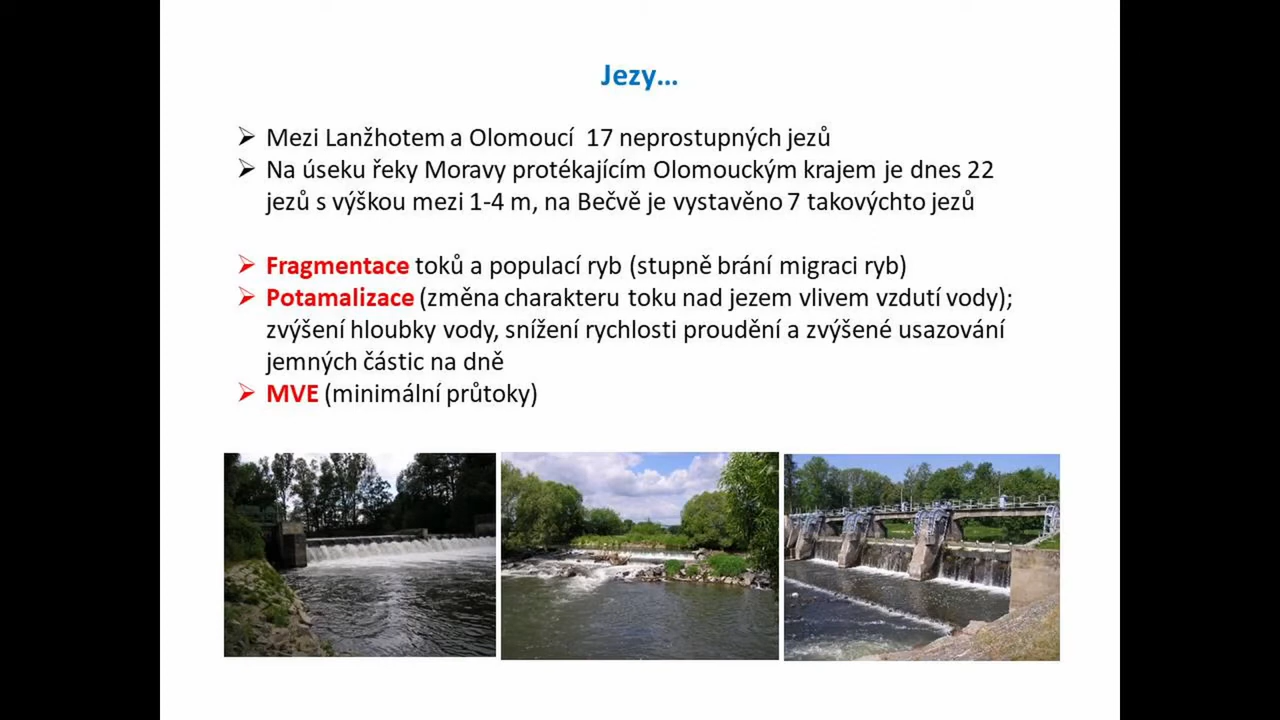 Jezy...
Mezi Lanžhotem a Olomoucí 17 neprostupných jezů
Na úseku řeky Moravy protékajícím Olomouckým krajem je dnes 22
jezů s výškou mezi 1-4 m, na Bečvě je vystavěno 7 takovýchto jezů
Fragmentace toků a populací ryb (stupně brání migraci ryb)
Potamalizace (změna charakteru toku nad jezem vlivem vzdutí vody);
zvýšení hloubky vody, snížení rychlosti proudění a zvýšené usazování
jemných částic na dně
MVE (minimální průtoky)